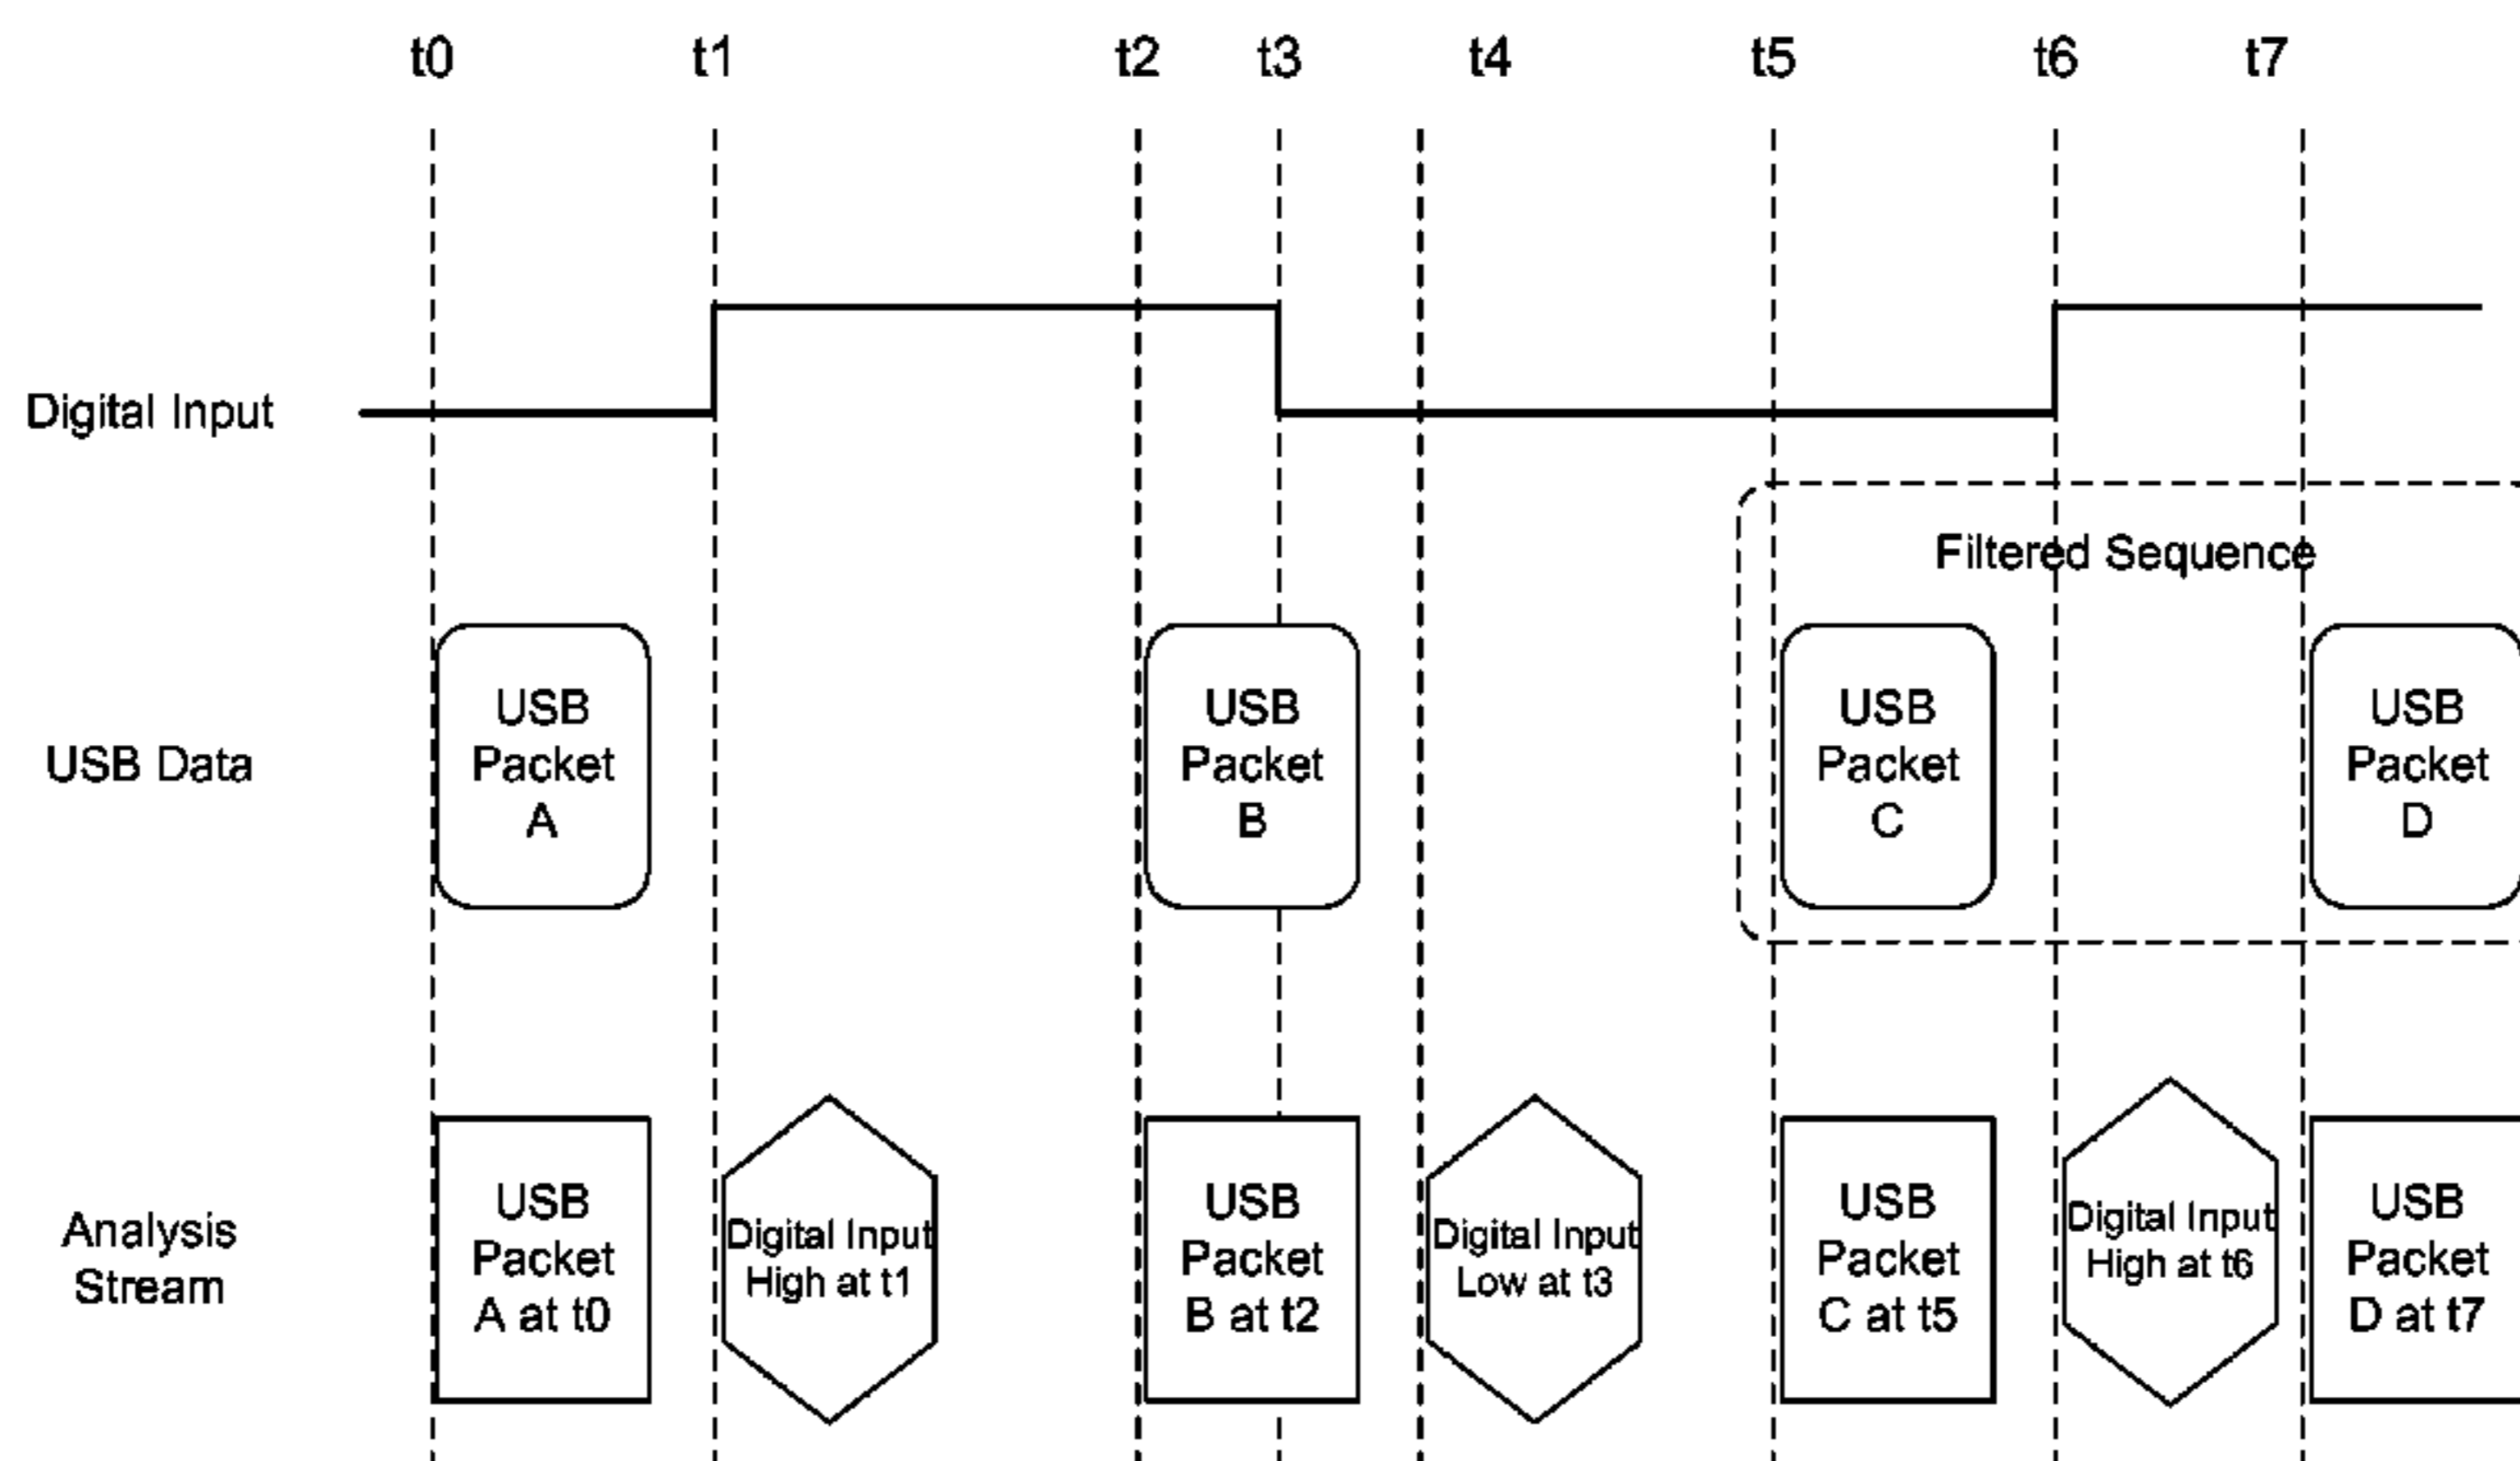 t0 t1 t2 t3 t4 t5 t6 t7
Digital Input
Filtered Sequence
USB Data
USB
Packet
A
USB
Packet
B
USB
Packet
C
USB
Packet
D
Analysis
Stream
USB
Packet
A at t0
Digital Input
High at t1
USB
Packet
B at t2
Digital Input
Low at t3
USB
Packet
C at t5
Digital Input
High at t6
USB
Packet
D at t7